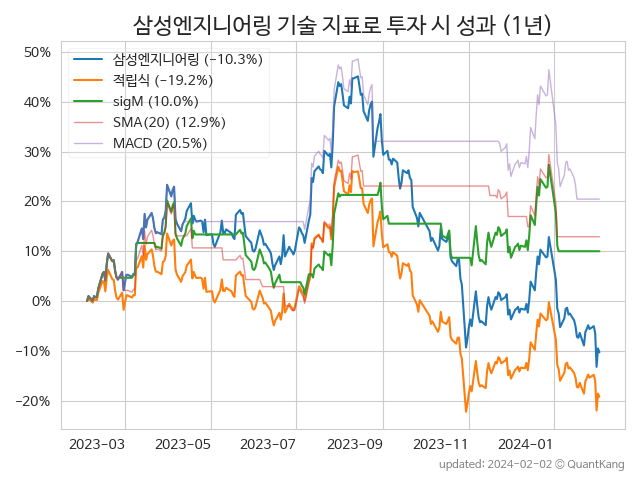 삼성엔지니어링 기술 지표로 투자 시 성과 (1년)
삼성엔지니어링 (−10.3%)
적립식 (−19.2%)
sigM (10.0%)
SMA(20) (12.9%)
MACD (20.5%)
50%
40%
30%
20%
10%
0%
−10%
−20%
2023-03
2023-05
2023-07
2023-09
2023-11
2024-01
updated: 2024-02-02 © QuantKang